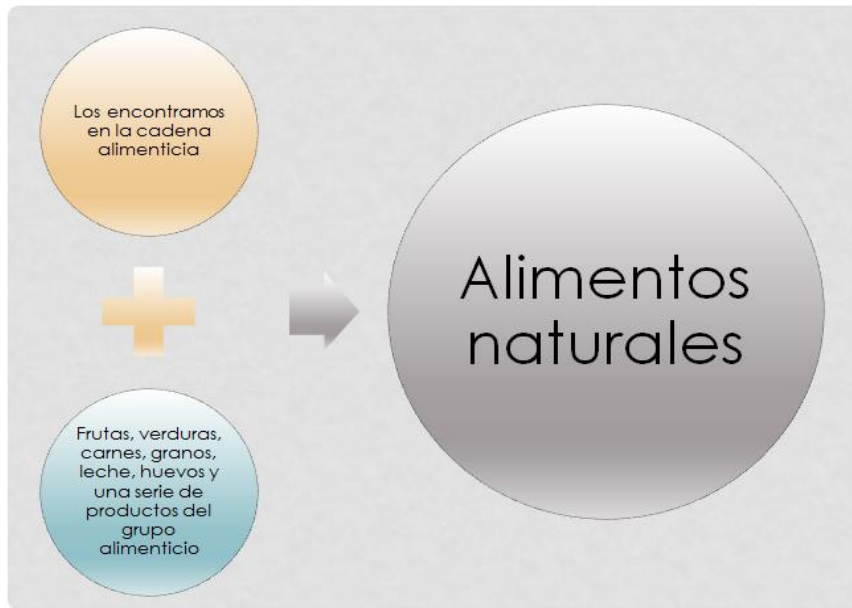 Los encontramos
en la cadena
alimenticia
Frutas, verduras,
carnes, granos,
leche, huevos y
una serie de
productos del
grupo
alimenticio
Alimentos
naturales